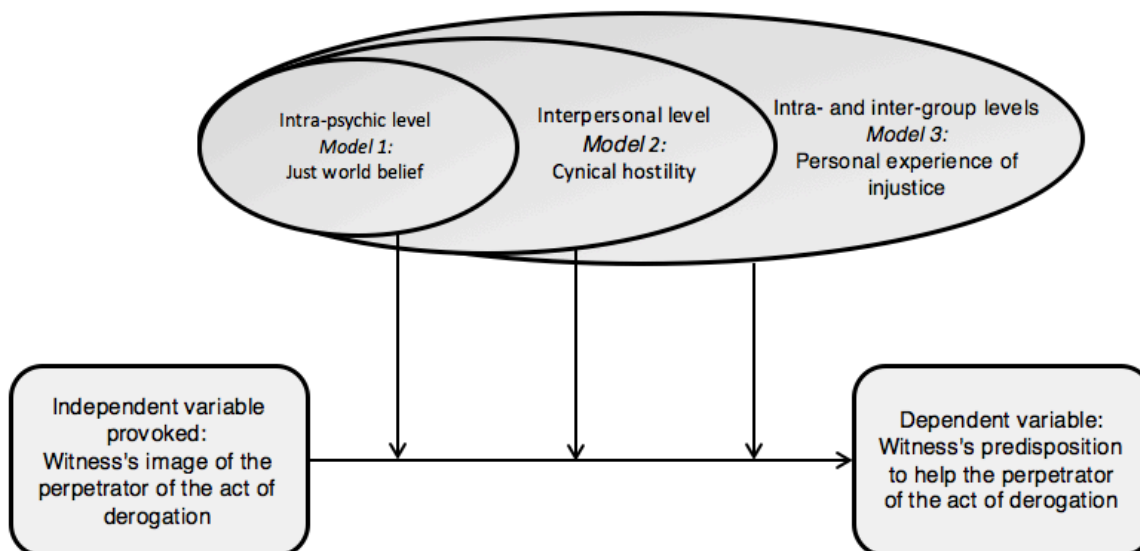 Intra-psychic level
Model 1:
Just world belief
Interpersonal level
Model 2:
Cynical hostility
Intra- and inter-group levels
Model 3:
Personal experience of
injustice
Independent variable
provoked:
Witness's image of the
perpetrator of the act of
derogation
Dependent variable:
Witness's predisposition
to help the perpetrator
of the act of derogation